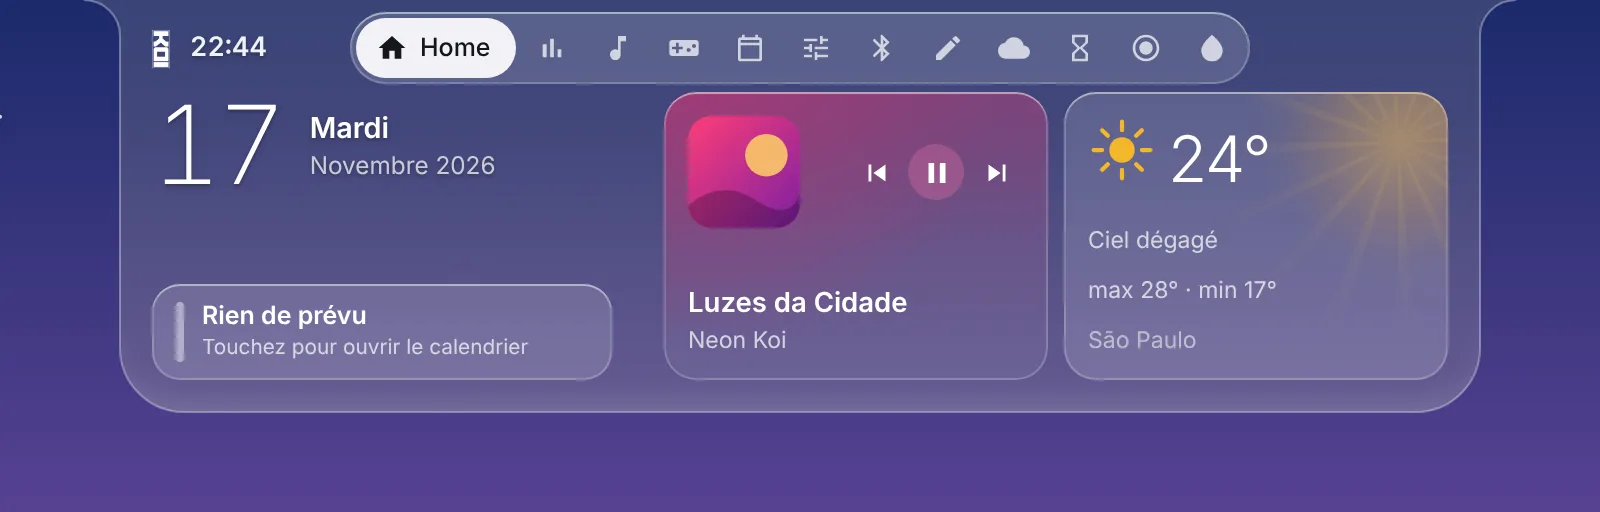 22:44
Home
17
Mardi
Novembre 2026
Rien de prévu
Touchez pour ouvrir le calendrier
Luzes da Cidade
Neon Koi
24°
Ciel dégagé
max 28° · min 17°
São Paulo